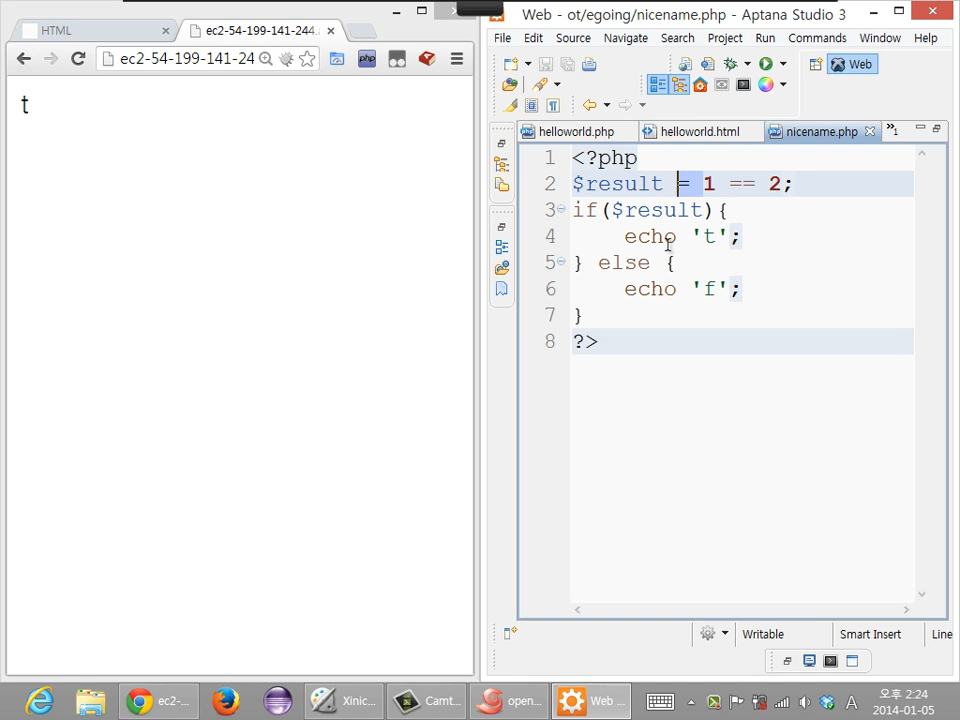 HTML
ec2-54-199-141-244.
ec2-54-199-141-24
php
t
Web - ot/egoing/nicename.php - Aptana Studio 3
File Edit Source Navigate Search Project Run Commands Window Help
Web
helloworld.php
helloworld.html
nicename.php
»1
1 <?php
2 $result = 1 == 2;
3 if($result){
4 echo 't';
5 } else {
6 echo 'f';
7 }
8 ?>
Writable
Smart Insert
Line
ec2-...
Xinic...
Camt...
open...
Web ...
A
오후 2:24
2014-01-05